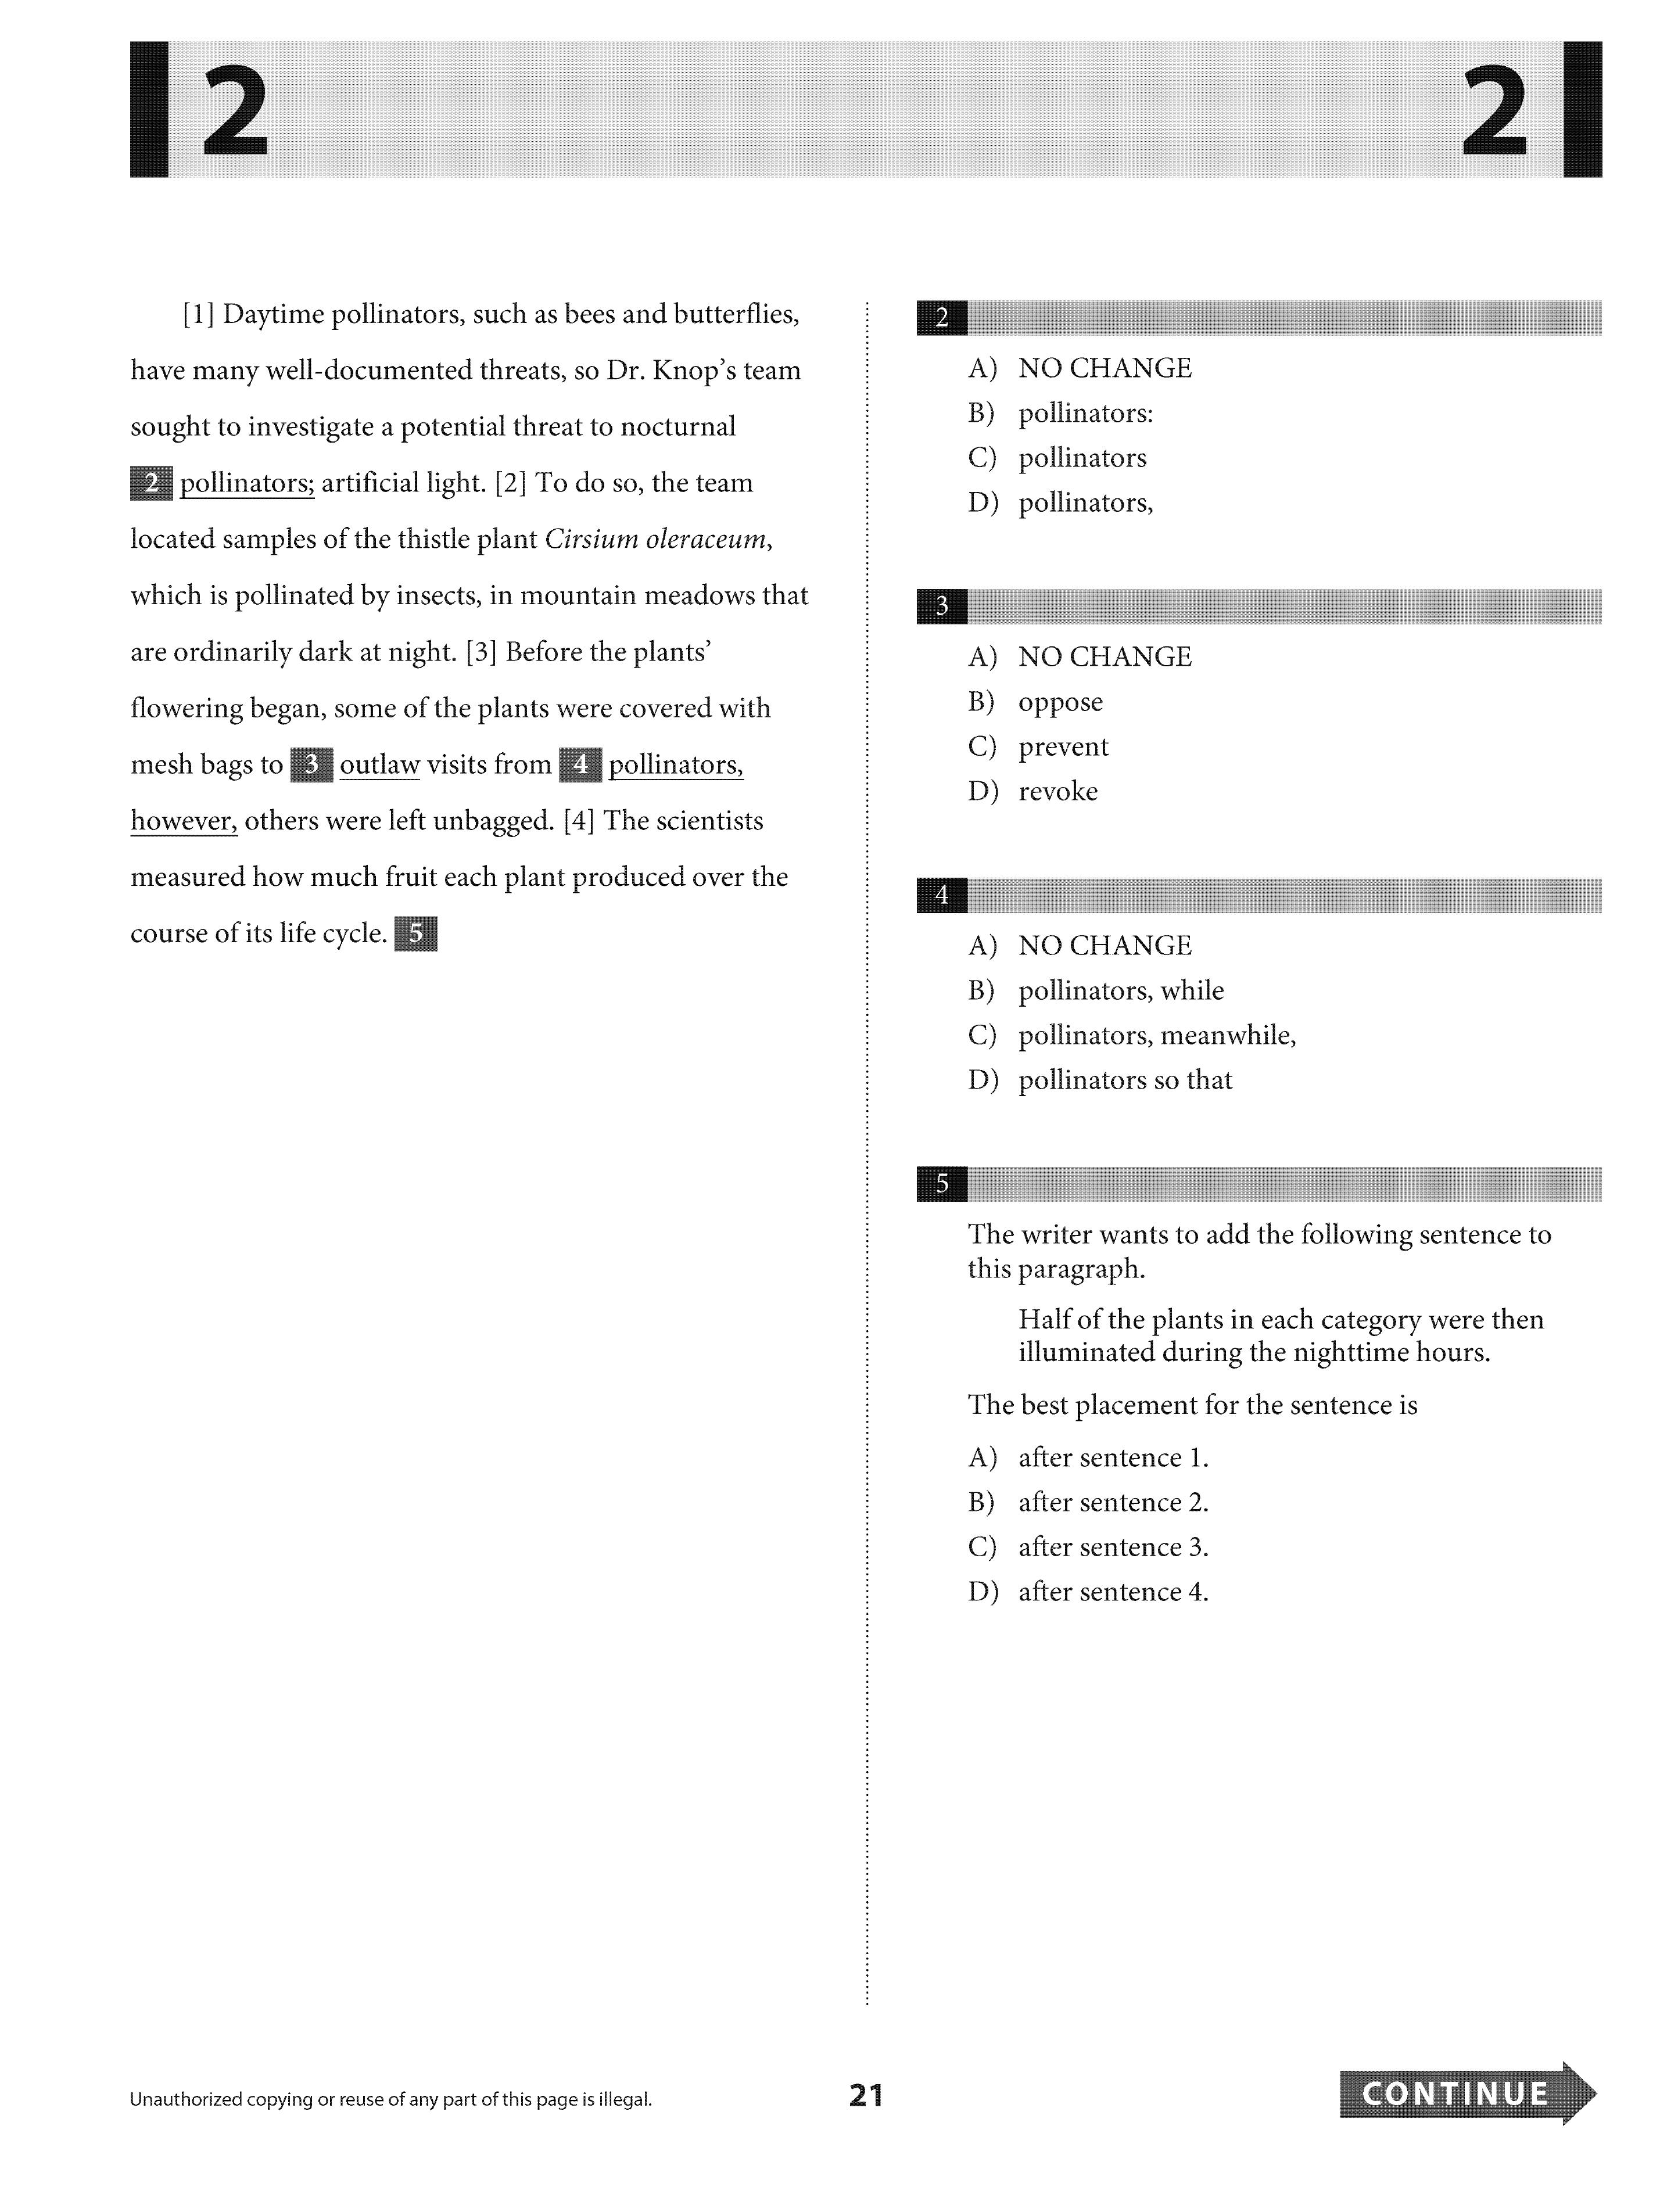 2
2
[1] Daytime pollinators, such as bees and butterflies,
have many well-documented threats, so Dr. Knop’s team
sought to investigate a potential threat to nocturnal
2 pollinators; artificial light. [2] To do so, the team
located samples of the thistle plant Cirsium oleraceum,
which is pollinated by insects, in mountain meadows that
are ordinarily dark at night. [3] Before the plants’
flowering began, some of the plants were covered with
mesh bags to 3 outlaw visits from 4 pollinators,
however, others were left unbagged. [4] The scientists
measured how much fruit each plant produced over the
course of its life cycle. 5
2
A) NO CHANGE
B) pollinators:
C) pollinators
D) pollinators,
3
A) NO CHANGE
B) oppose
C) prevent
D) revoke
4
A) NO CHANGE
B) pollinators, while
C) pollinators, meanwhile,
D) pollinators so that
5
The writer wants to add the following sentence to
this paragraph.
Half of the plants in each category were then
illuminated during the nighttime hours.
The best placement for the sentence is
A) after sentence 1.
B) after sentence 2.
C) after sentence 3.
D) after sentence 4.
Unauthorized copying or reuse of any part of this page is illegal.
21
CONTINUE